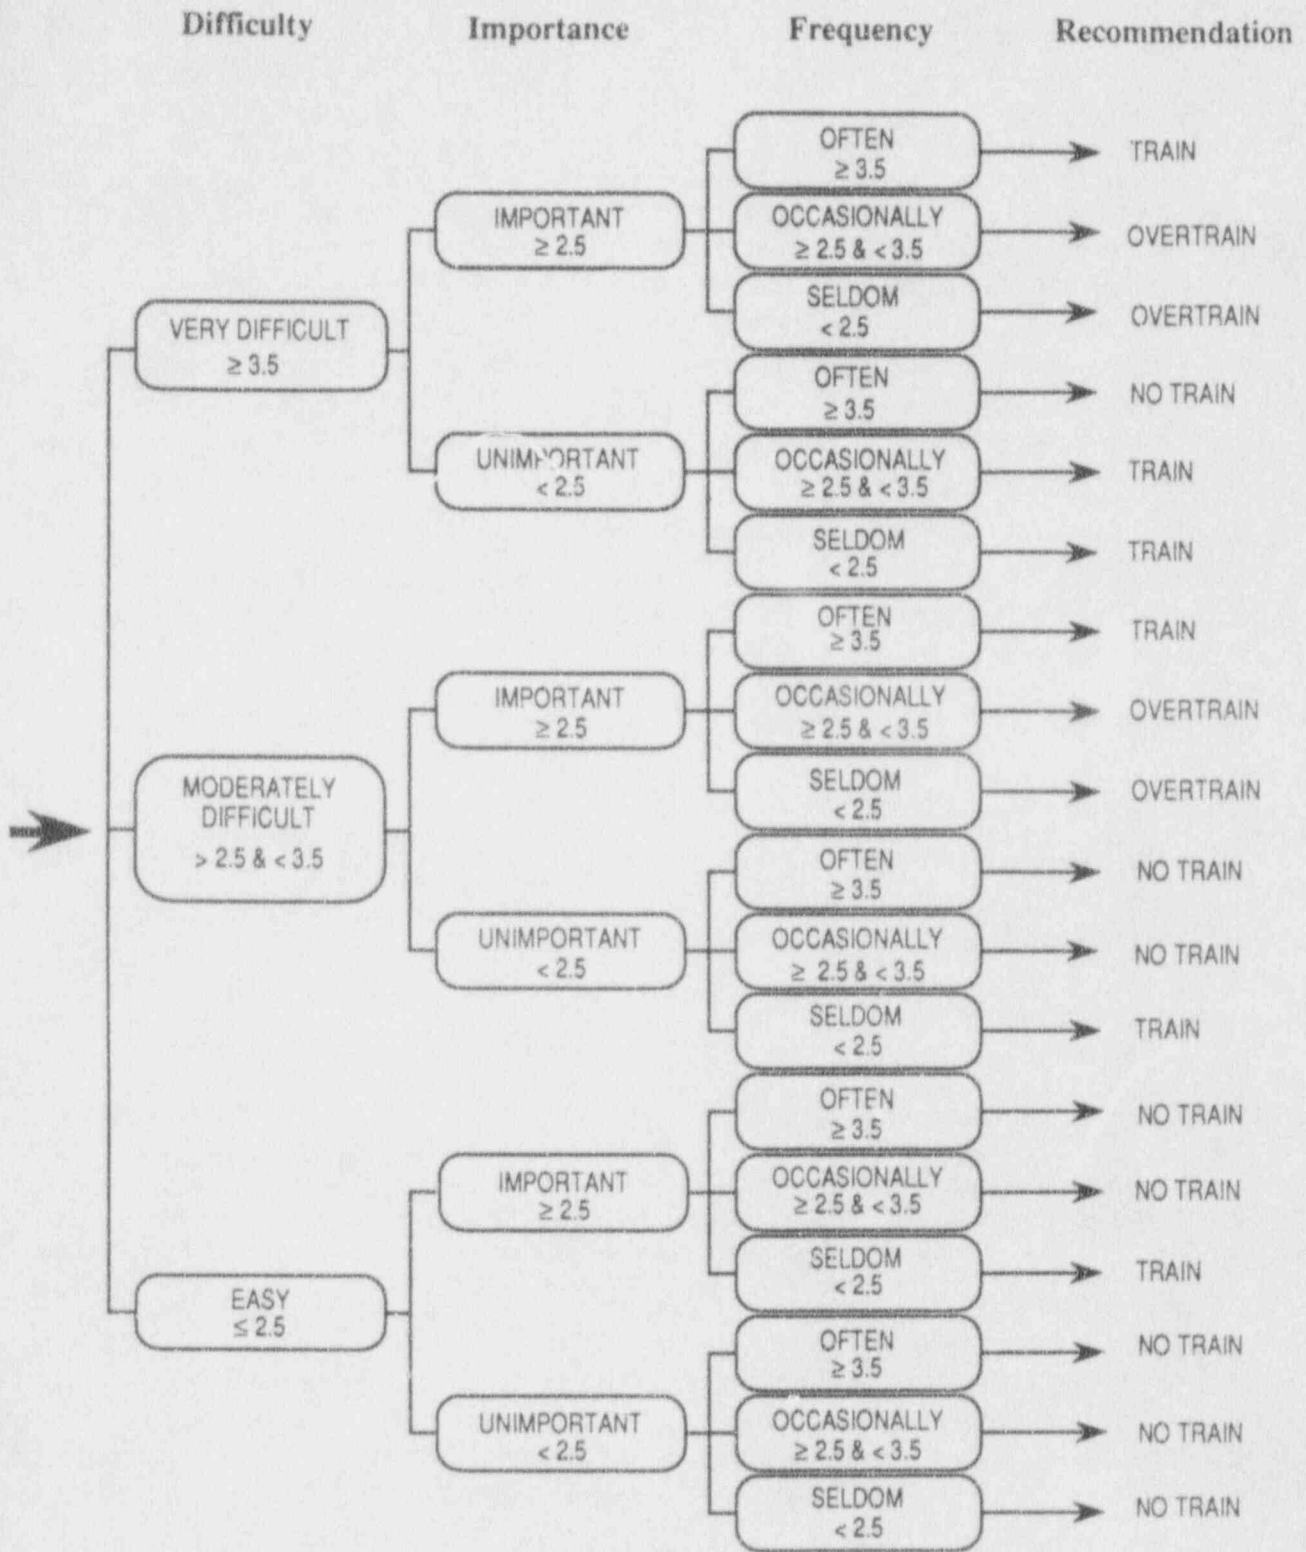 Difficulty Importance Frequency Recommendation
OFTEN
≥ 3.5
TRAIN
IMPORTANT
≥ 2.5
OCCASIONALLY
≥ 2.5 & < 3.5
OVERTRAIN
SELDOM
< 2.5
OVERTRAIN
VERY DIFFICULT
≥ 3.5
OFTEN
≥ 3.5
NO TRAIN
UNIMPORTANT
< 2.5
OCCASIONALLY
≥ 2.5 & < 3.5
TRAIN
SELDOM
< 2.5
TRAIN
OFTEN
≥ 3.5
TRAIN
IMPORTANT
≥ 2.5
OCCASIONALLY
≥ 2.5 & < 3.5
OVERTRAIN
SELDOM
< 2.5
OVERTRAIN
MODERATELY
DIFFICULT
> 2.5 & < 3.5
OFTEN
≥ 3.5
NO TRAIN
UNIMPORTANT
< 2.5
OCCASIONALLY
≥ 2.5 & < 3.5
NO TRAIN
SELDOM
< 2.5
TRAIN
OFTEN
≥ 3.5
NO TRAIN
IMPORTANT
≥ 2.5
OCCASIONALLY
≥ 2.5 & < 3.5
NO TRAIN
SELDOM
< 2.5
TRAIN
EASY
≤ 2.5
OFTEN
≥ 3.5
NO TRAIN
UNIMPORTANT
< 2.5
OCCASIONALLY
≥ 2.5 & < 3.5
NO TRAIN
SELDOM
< 2.5
NO TRAIN